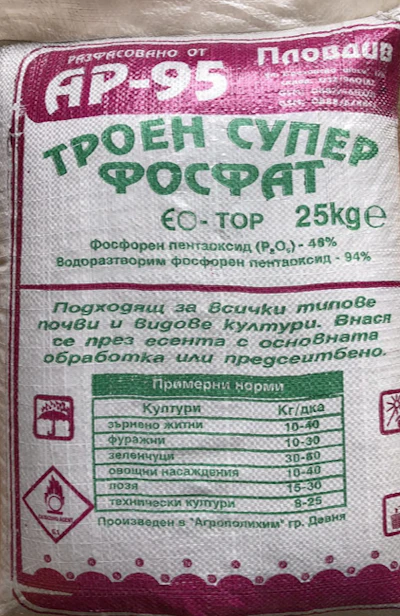 РАЗФАСОВАНО ОТ
АР-95
ПЛОВДИВ
ТРОЕН СУПЕР
ФОСФАТ
ЕО-ТОР 25kg е
Фосфорен пентаоксид (P₂O₅) - 46%
Водоразтворим фосфорен пентаоксид - 94%
Подходящ за всички типове
почви и видове култури. Внася
се през есента с основната
обработка или предсеитбено.
Примерни норми
Култури Кг/дка
зърнено житни 10-40
фуражни 10-30
зеленчуци 30-60
овощни насаждения 10-40
лозя 15-30
технически култури 8-25
Произведен в "Агрополихим" гр. Девня